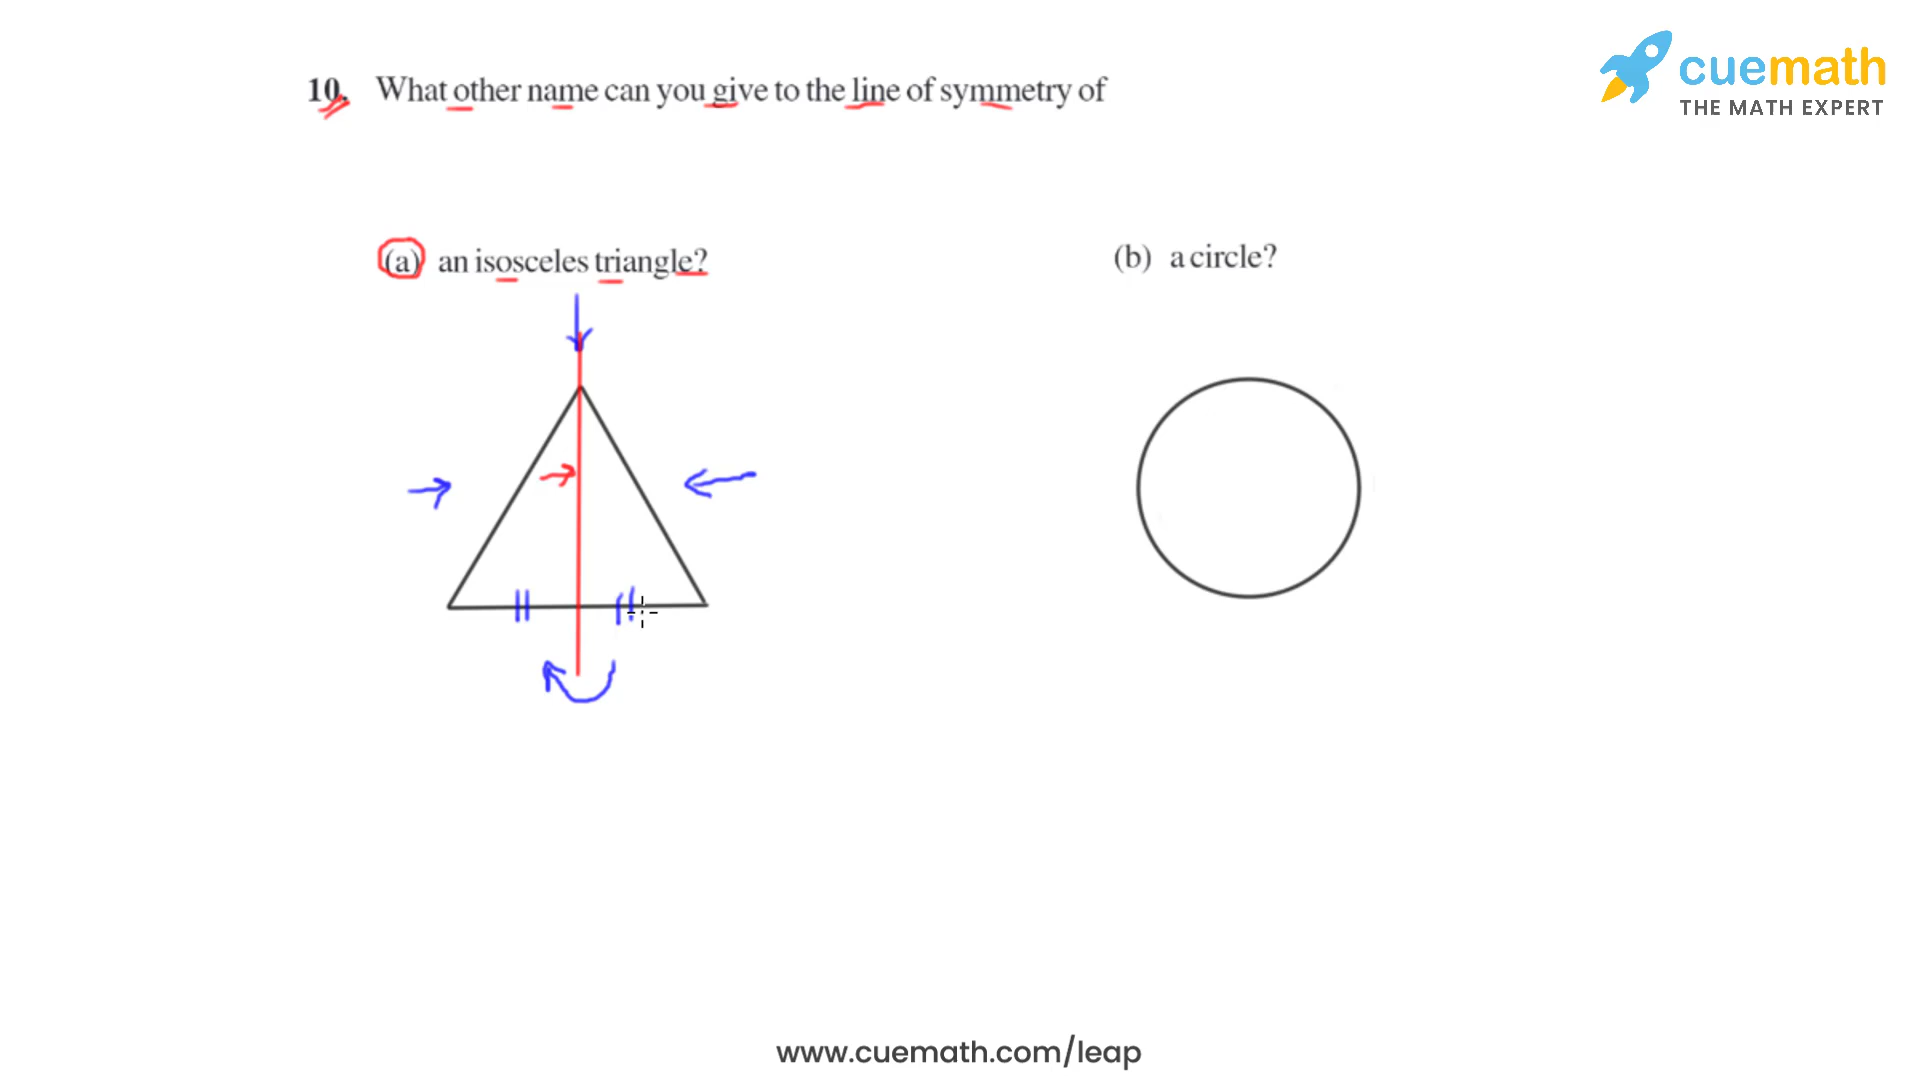 cuemath
THE MATH EXPERT
10. What other name can you give to the line of symmetry of
(a) an isosceles triangle?
(b) a circle?
www.cuemath.com/leap